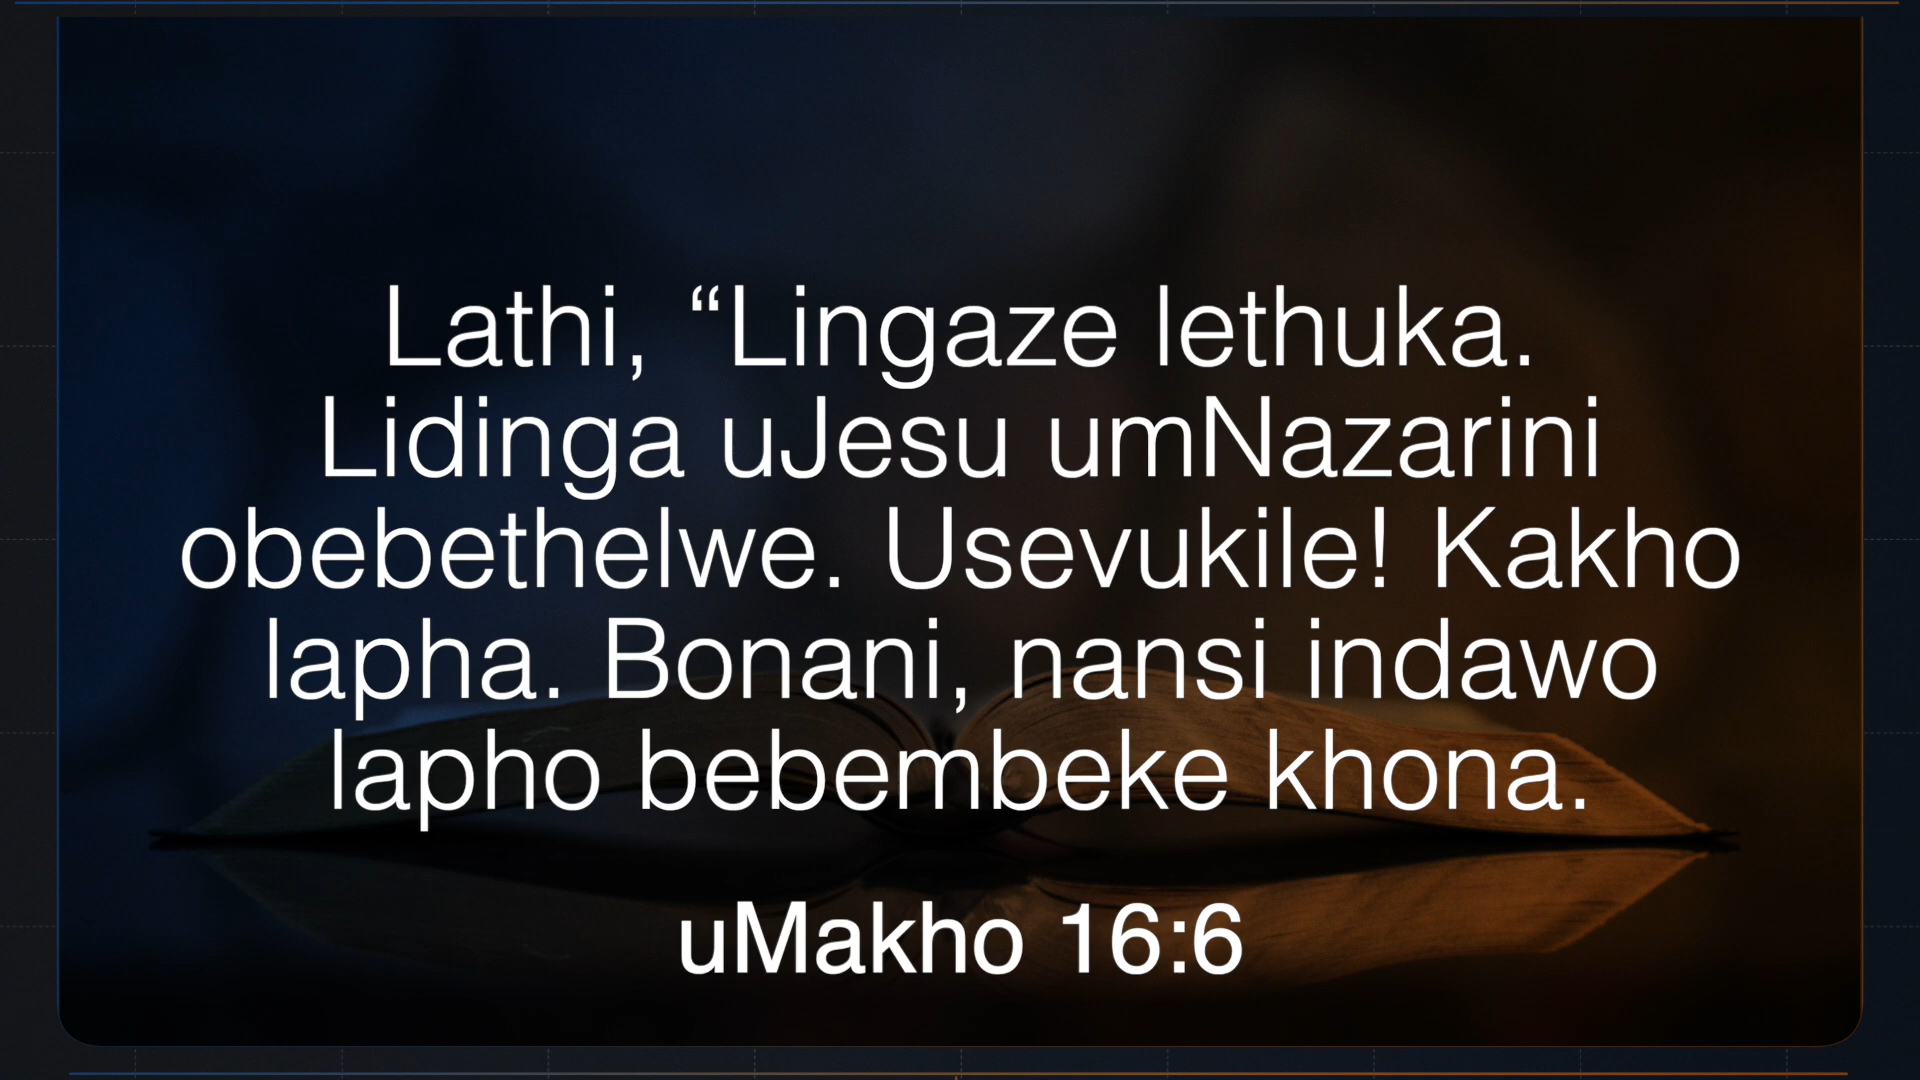 Lathi, “Lingaze lethuka.
Lidinga uJesu umNazarini
obebethelwe. Usevukile! Kakho
lapha. Bonani, nansi indawo
lapho bebembeke khona.
uMakho 16:6